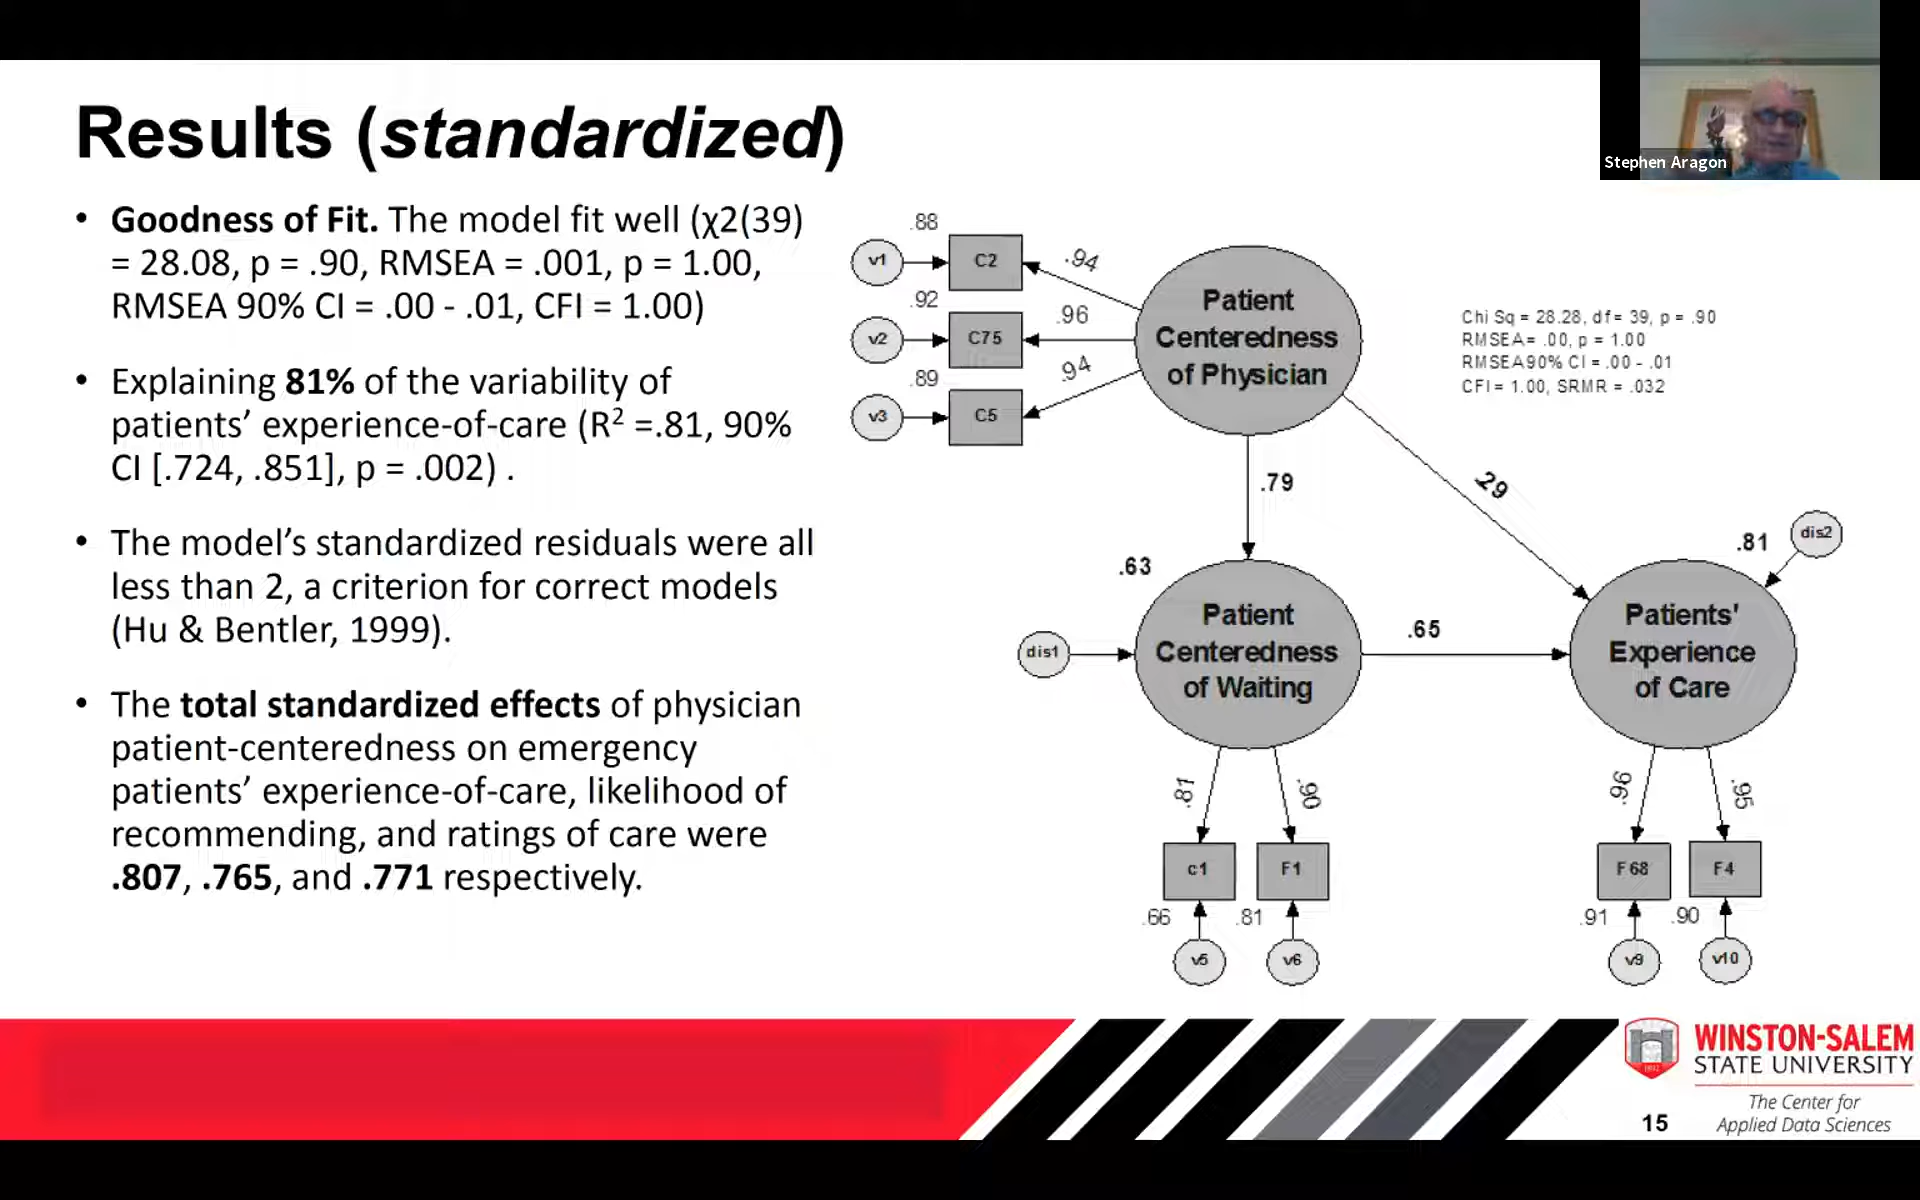 Results (standardized)
Stephen Aragon
• Goodness of Fit. The model fit well (χ2(39)
= 28.08, p = .90, RMSEA = .001, p = 1.00,
RMSEA 90% CI = .00 - .01, CFI = 1.00)
• Explaining 81% of the variability of
patients’ experience-of-care (R² =.81, 90%
CI [.724, .851], p = .002) .
• The model’s standardized residuals were all
less than 2, a criterion for correct models
(Hu & Bentler, 1999).
• The total standardized effects of physician
patient-centeredness on emergency
patients’ experience-of-care, likelihood of
recommending, and ratings of care were
.807, .765, and .771 respectively.
.88
v1
C2
.94
.92
v2
C75
.96
.89
v3
C5
.94
Patient
Centeredness
of Physician
Chi Sq = 28.28, df= 39, p = .90
RMSEA= .00, p = 1.00
RMSEA90% CI = .00 - .01
CFI = 1.00, SRMR = .032
.79
.29
.63
dis1
Patient
Centeredness
of Waiting
.65
.81
dis2
Patients'
Experience
of Care
.81
.90
.96
.95
c1
F1
F68
F4
.66
.81
.91
.90
v5
v6
v9
v10
WINSTON-SALEM
STATE UNIVERSITY
The Center for
Applied Data Sciences
15